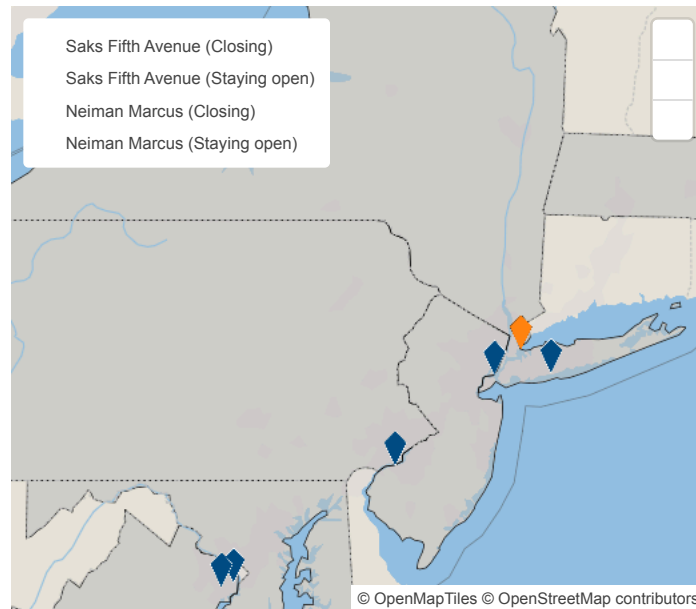 Saks Fifth Avenue (Closing)
Saks Fifth Avenue (Staying open)
Neiman Marcus (Closing)
Neiman Marcus (Staying open)
© OpenMapTiles © OpenStreetMap contributors